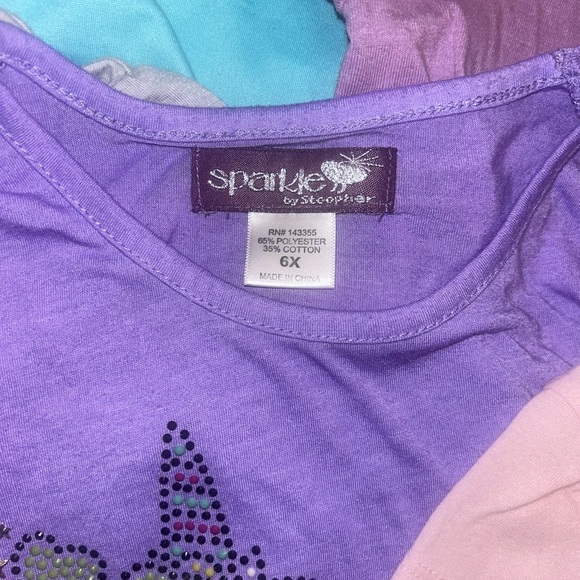 sparkle
by Stoopher
RN# 143355
65% POLYESTER
35% COTTON
6X
MADE IN CHINA